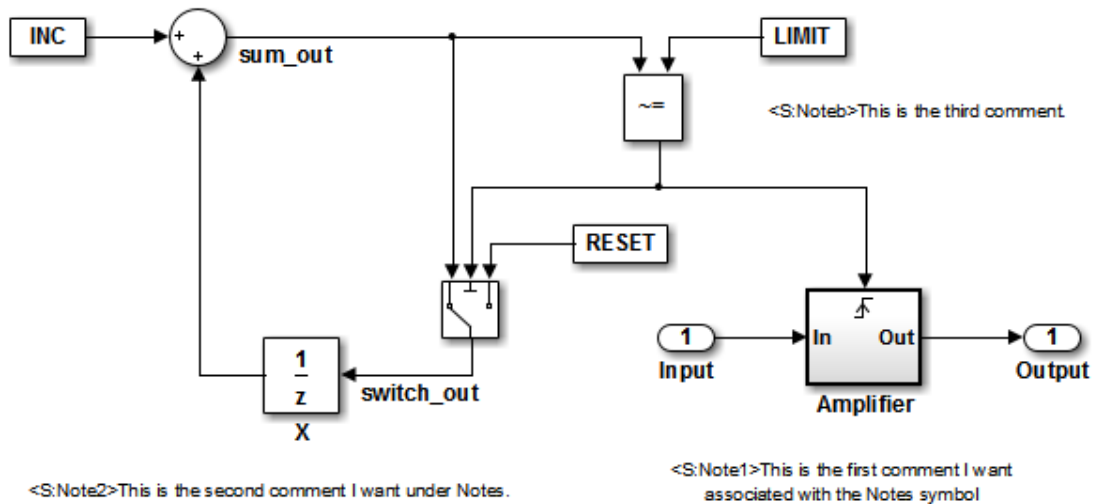 INC
+
+
sum_out
LIMIT
~=
<S:Noteb>This is the third comment.
RESET
1
z
X
switch_out
1
Input
In
Out
Amplifier
1
Output
<S:Note2>This is the second comment I want under Notes.
<S:Note1>This is the first comment I want
associated with the Notes symbol